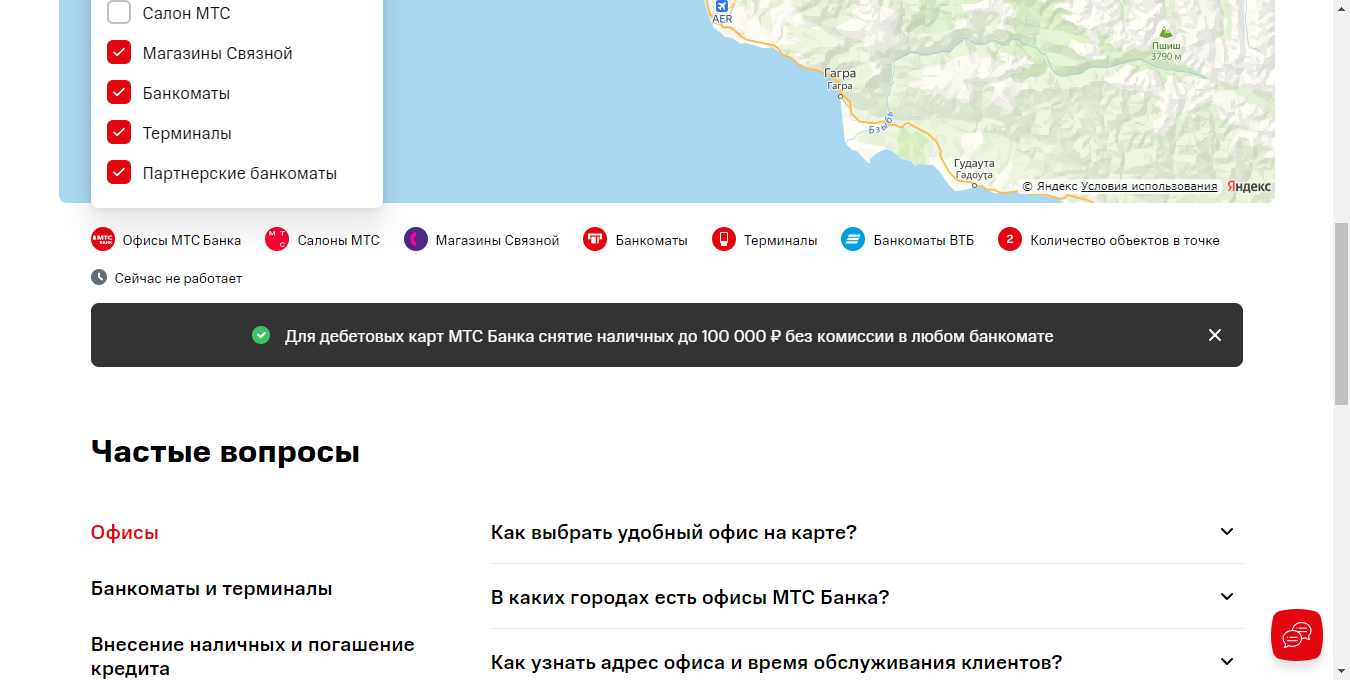 Салон МТС
Магазины Связной
Банкоматы
Терминалы
Партнерские банкоматы
AER
Пшиш
3790 м
Гагра
Гагра
Бзыбь
Гудаута
© Яндекс Условия использования Яндекс
МТС БАНК Офисы МТС Банка МТС Салоны МТС Магазины Связной Банкоматы Терминалы Банкоматы ВТБ 2 Количество объектов в точке
Сейчас не работает
Для дебетовых карт МТС Банка снятие наличных до 100 000 ₽ без комиссии в любом банкомате
Частые вопросы
Офисы
Банкоматы и терминалы
Внесение наличных и погашение
кредита
Как выбрать удобный офис на карте?
В каких городах есть офисы МТС Банка?
Как узнать адрес офиса и время обслуживания клиентов?